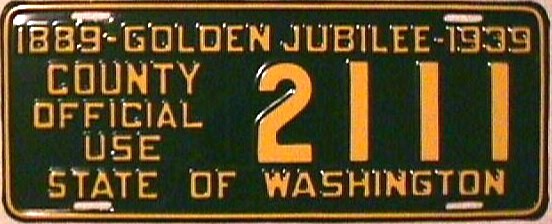 1889-GOLDEN JUBILEE-1939
COUNTY
OFFICIAL
USE
2111
STATE OF WASHINGTON